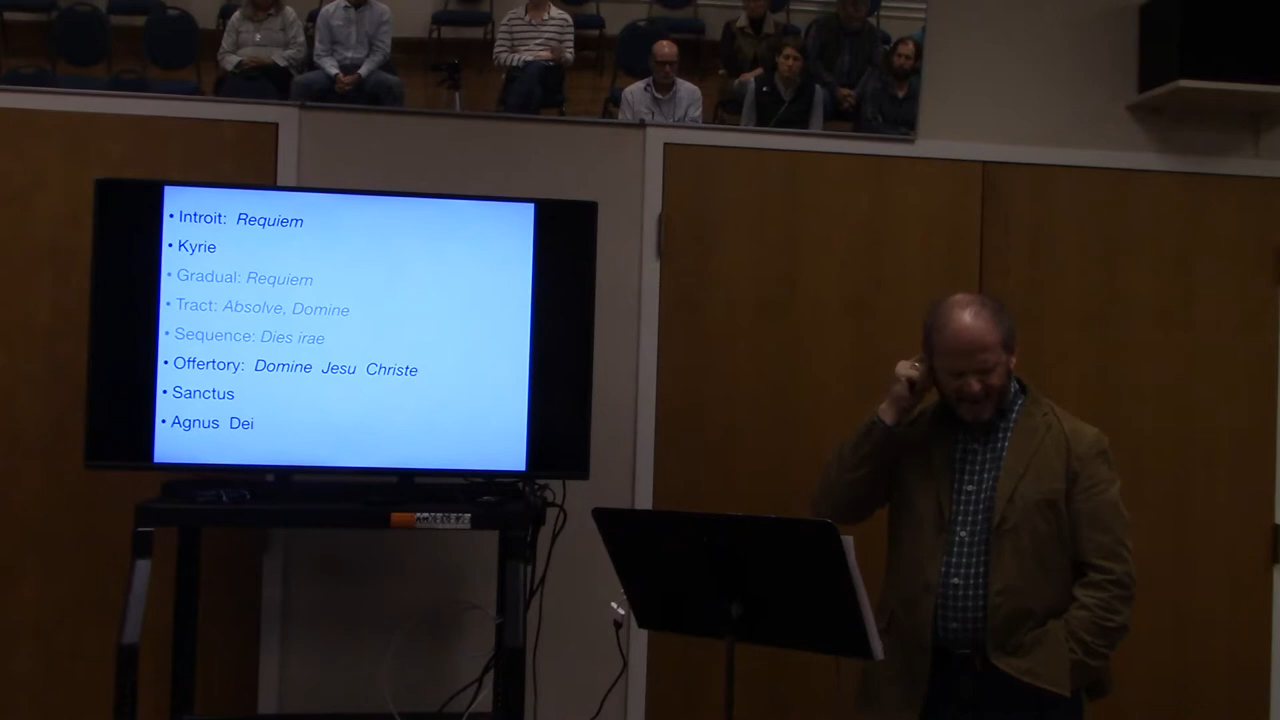 • Introit: Requiem
• Kyrie
• Gradual: Requiem
• Tract: Absolve, Domine
• Sequence: Dies irae
• Offertory: Domine Jesu Christe
• Sanctus
• Agnus Dei